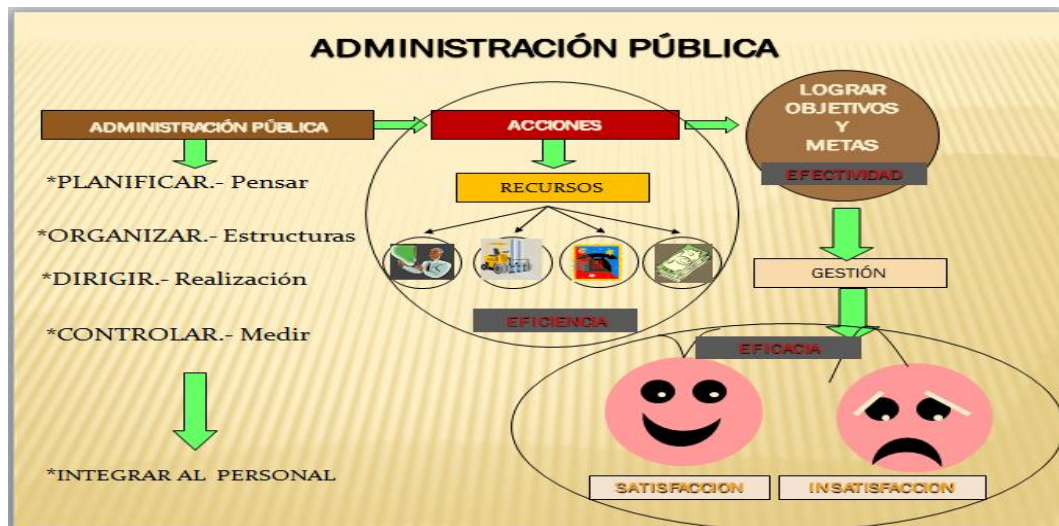 ADMINISTRACIÓN PÚBLICA
ADMINISTRACIÓN PÚBLICA
*PLANIFICAR.- Pensar
*ORGANIZAR.- Estructuras
*DIRIGIR.- Realización
*CONTROLAR.- Medir
*INTEGRAR AL PERSONAL
ACCIONES
RECURSOS
EFICIENCIA
LOGRAR
OBJETIVOS
Y
METAS
EFECTIVIDAD
GESTIÓN
EFICACIA
SATISFACCION
INSATISFACCION